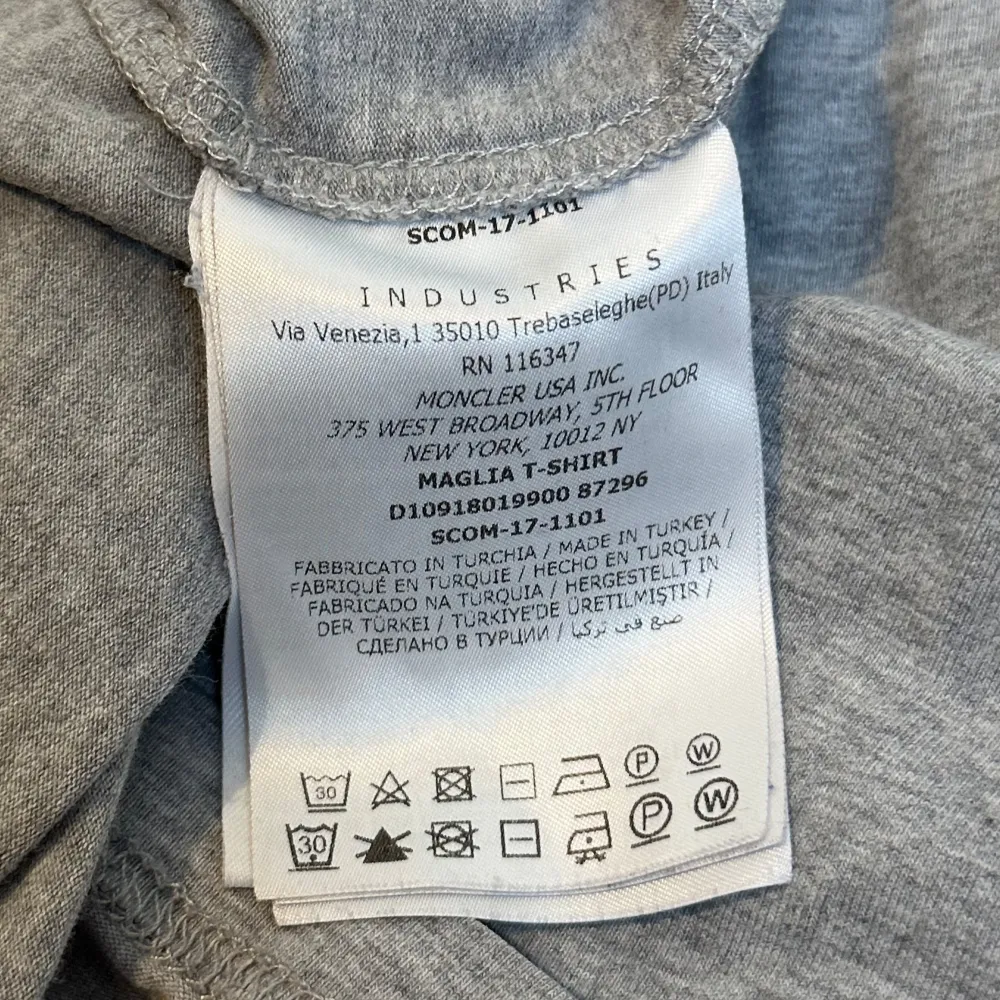 SCOM-17-1101
INDUSTRIES
Via Venezia,1 35010 Trebaseleghe(PD) Italy
RN 116347
MONCLER USA INC.
375 WEST BROADWAY, 5TH FLOOR
NEW YORK, 10012 NY
MAGLIA T-SHIRT
D10918019900 87296
SCOM-17-1101
FABBRICATO IN TURCHIA / MADE IN TURKEY /
FABRIQUÉ EN TURQUIE / HECHO EN TURQUÍA /
FABRICADO NA TURQUIA / HERGESTELLT IN
DER TÜRKEI / TÜRKIYE'DE ÜRETILMIŞTIR /
СДЕЛАНО В ТУРЦИИ / صنع في تركيا
30 P W
30 P W